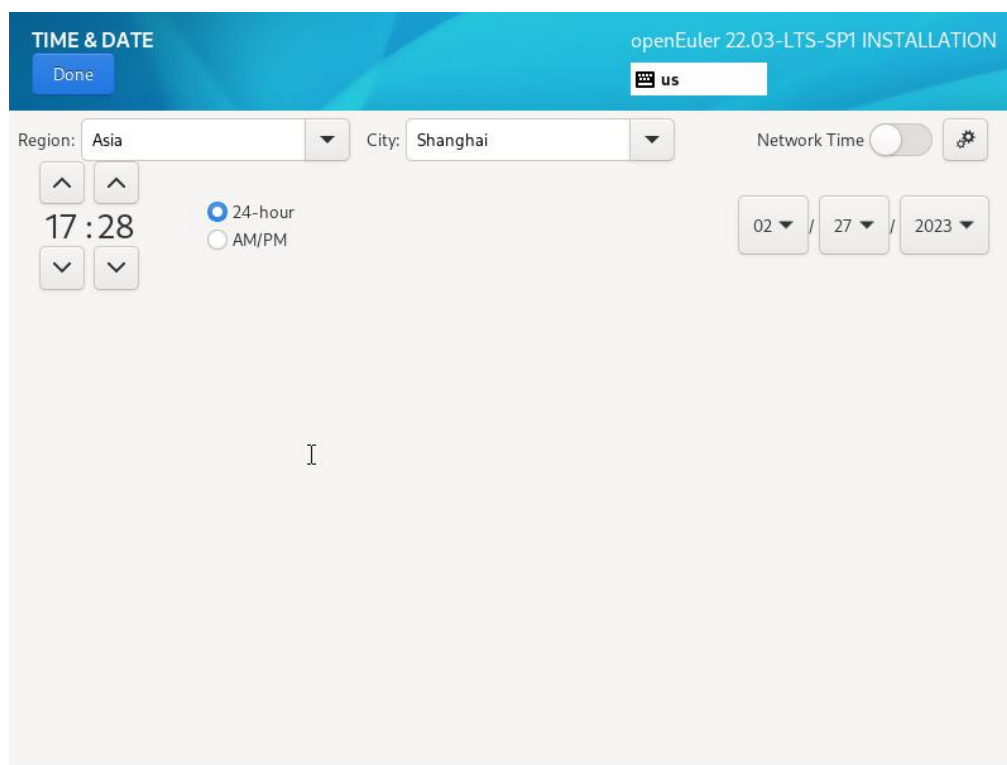 TIME & DATE
openEuler 22.03-LTS-SP1 INSTALLATION
Done
us
Region: Asia
City: Shanghai
Network Time
17 : 28
24-hour
AM/PM
02 / 27 / 2023